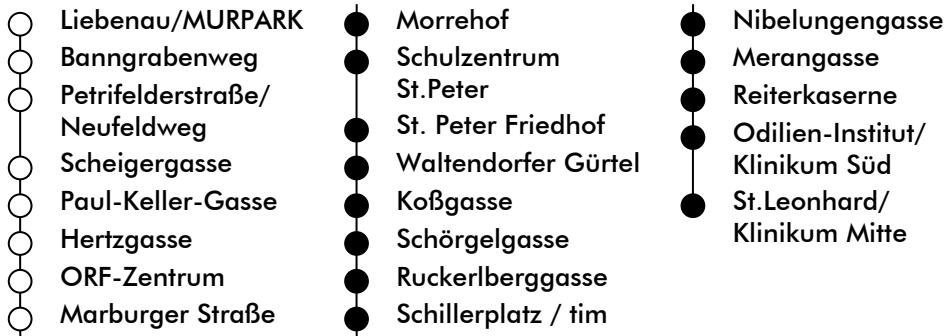 Liebenau/MURPARK
Banngrabenweg
Petrifelderstraße/
Neufeldweg
Scheigergasse
Paul-Keller-Gasse
Hertzgasse
ORF-Zentrum
Marburger Straße
Morrehof
Schulzentrum
St.Peter
St. Peter Friedhof
Waltendorfer Gürtel
Koßgasse
Schörgelgasse
Ruckerlberggasse
Schillerplatz / tim
Nibelungengasse
Merangasse
Reiterkaserne
Odilien-Institut/
Klinikum Süd
St.Leonhard/
Klinikum Mitte